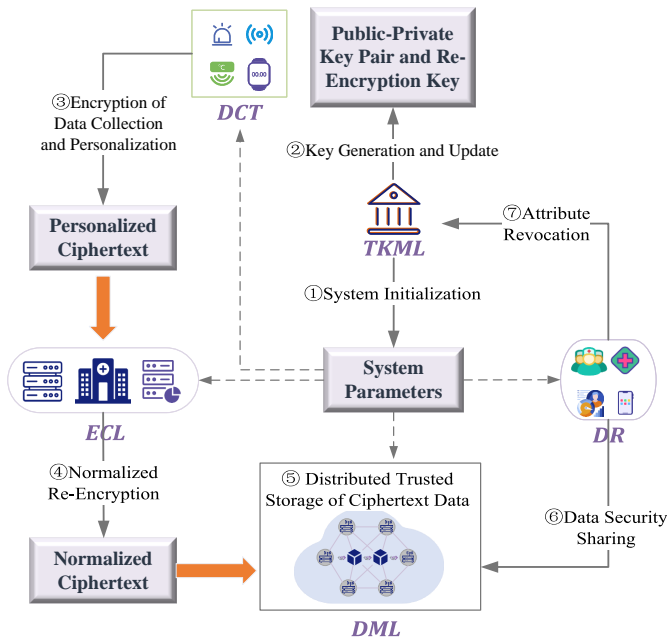 Public-Private
Key Pair and Re-
Encryption Key
°C
00:00
DCT
③Encryption of
Data Collection
and Personalization
②Key Generation and Update
Personalized
Ciphertext
TKML
⑦Attribute
Revocation
①System Initialization
System
Parameters
ECL
DR
④Normalized
Re-Encryption
⑤ Distributed Trusted
Storage of Ciphertext Data
⑥Data Security
Sharing
Normalized
Ciphertext
DML